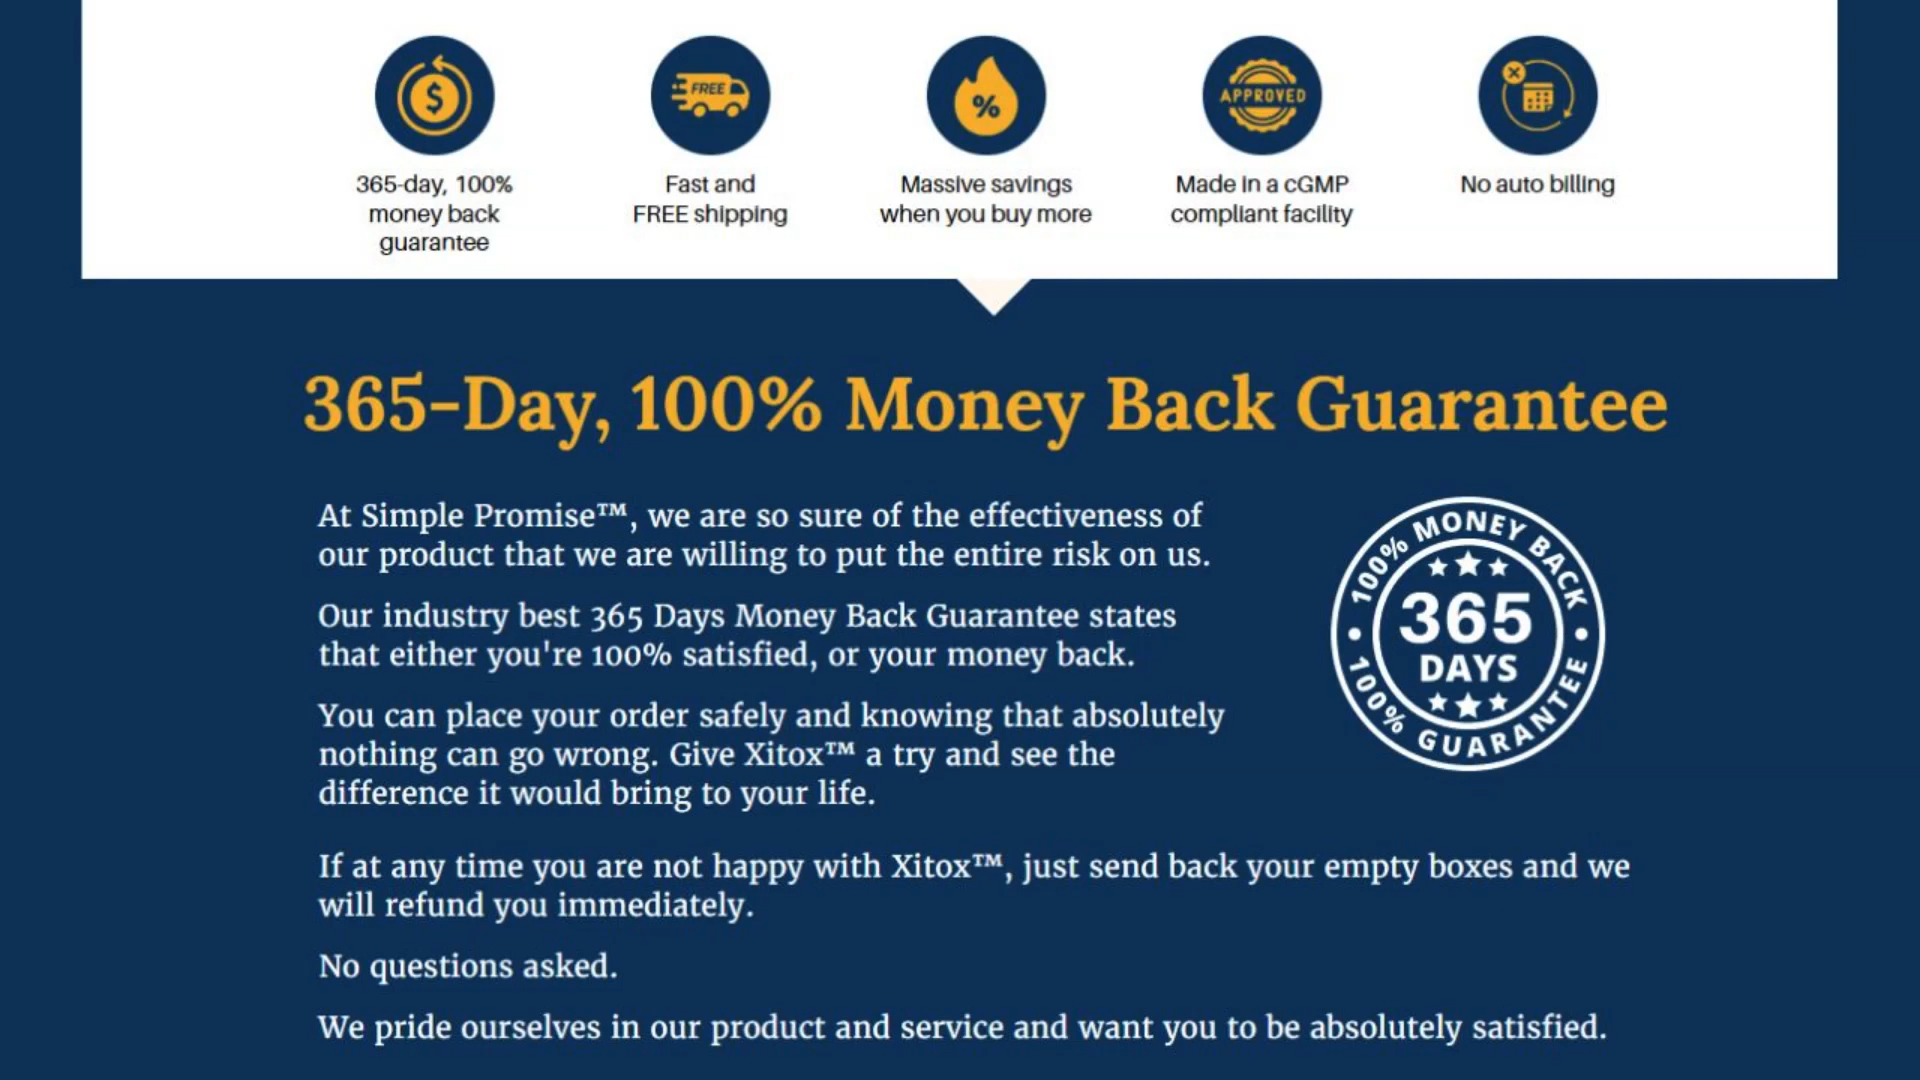 FREE
%
APPROVED
$
365-day, 100%
money back
guarantee
Fast and
FREE shipping
Massive savings
when you buy more
Made in a cGMP
compliant facility
No auto billing
365-Day, 100% Money Back Guarantee
At Simple Promise™, we are so sure of the effectiveness of
our product that we are willing to put the entire risk on us.
Our industry best 365 Days Money Back Guarantee states
that either you're 100% satisfied, or your money back.
You can place your order safely and knowing that absolutely
nothing can go wrong. Give Xitox™ a try and see the
difference it would bring to your life.
100% MONEY BACK
365
DAYS
100% GUARANTEE
If at any time you are not happy with Xitox™, just send back your empty boxes and we
will refund you immediately.
No questions asked.
We pride ourselves in our product and service and want you to be absolutely satisfied.